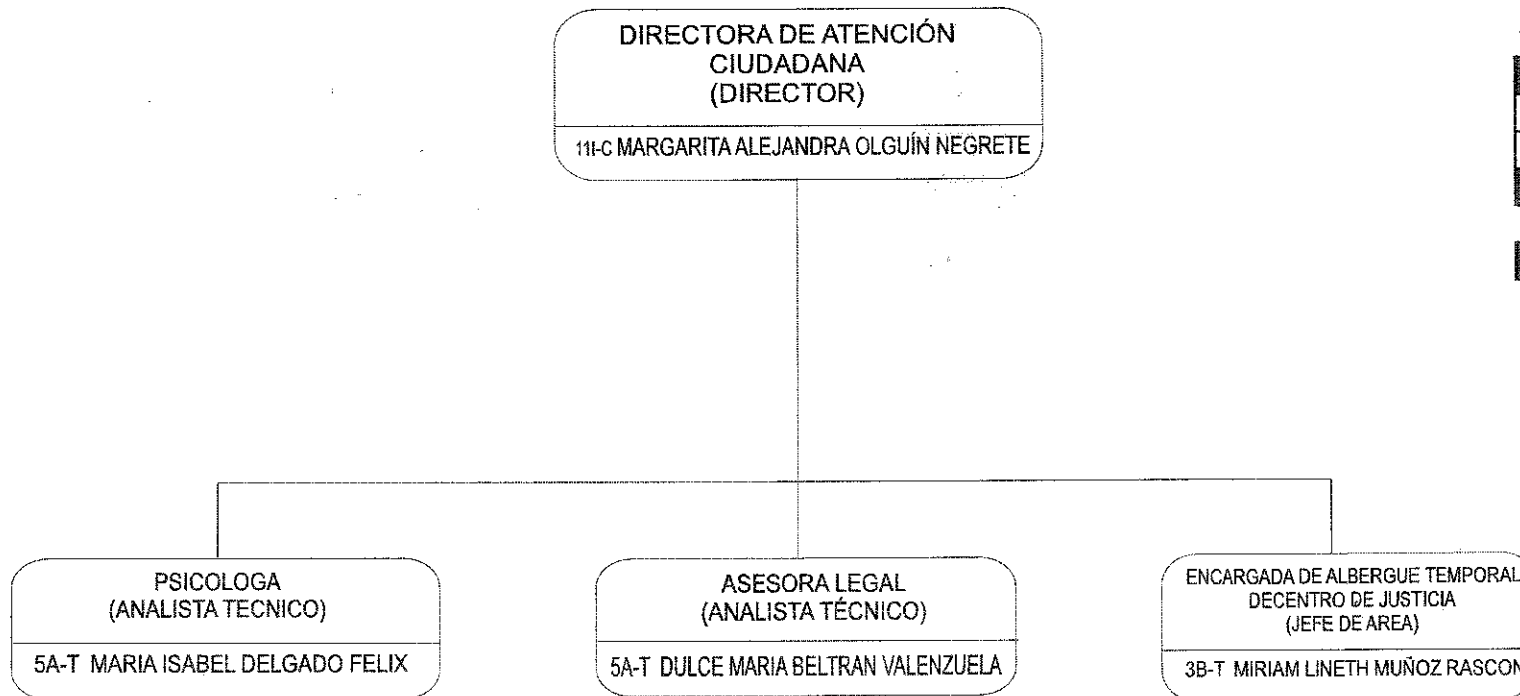 DIRECTORA DE ATENCIÓN
CIUDADANA
(DIRECTOR)
11I-C MARGARITA ALEJANDRA OLGUÍN NEGRETE
PSICOLOGA
(ANALISTA TECNICO)
5A-T MARIA ISABEL DELGADO FELIX
ASESORA LEGAL
(ANALISTA TÉCNICO)
5A-T DULCE MARIA BELTRAN VALENZUELA
ENCARGADA DE ALBERGUE TEMPORAL
DECENTRO DE JUSTICIA
(JEFE DE AREA)
3B-T MIRIAM LINETH MUÑOZ RASCON